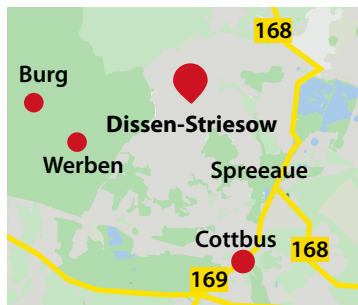 168
Burg
Dissen-Striesow
Werben
Spreeaue
Cottbus
168
169